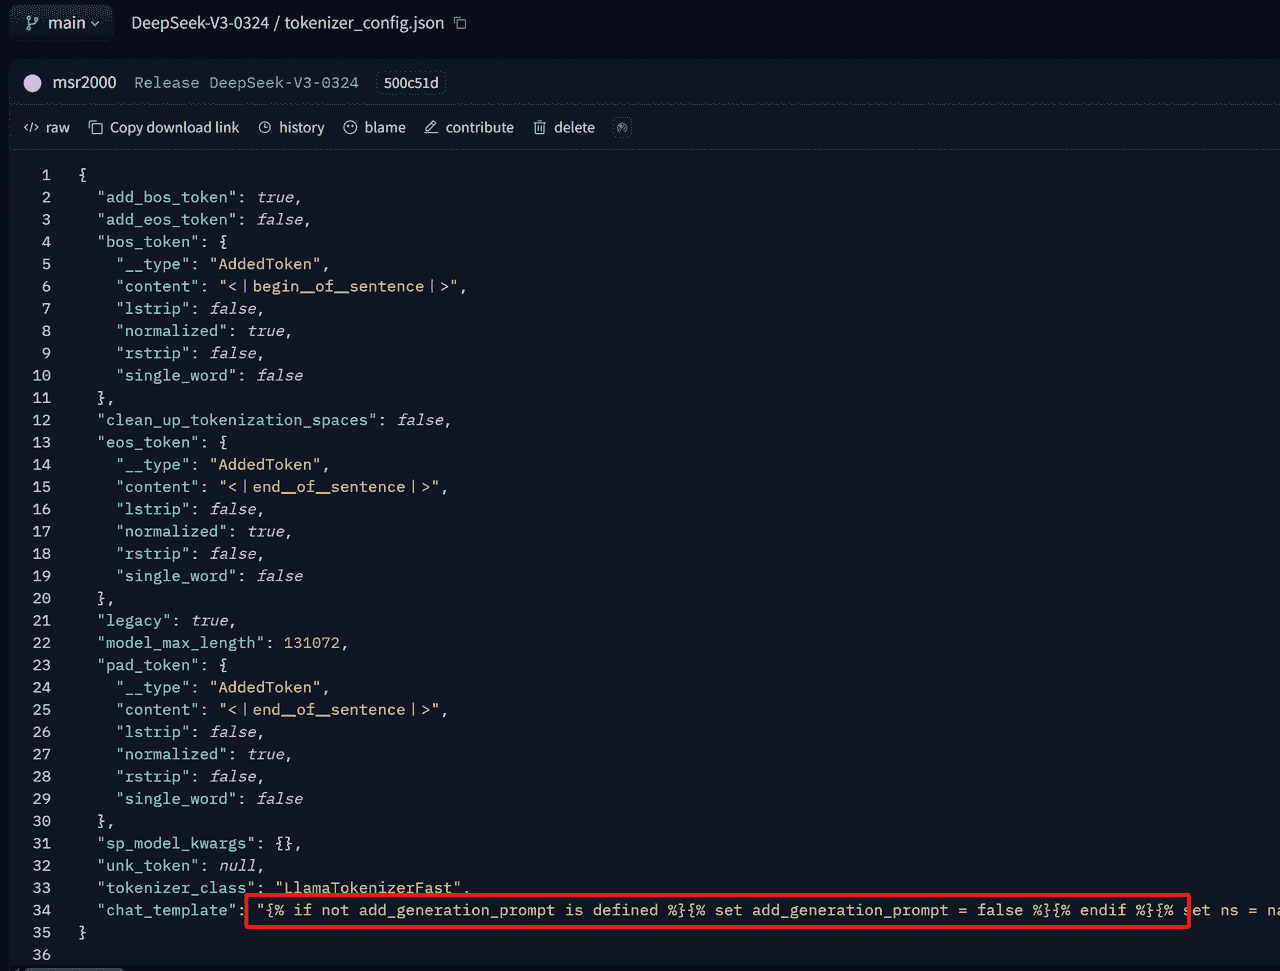 main
DeepSeek-V3-0324 / tokenizer_config.json
msr2000 Release DeepSeek-V3-0324 500c51d
</> raw Copy download link history blame contribute delete
1 {
2 "add_bos_token": true,
3 "add_eos_token": false,
4 "bos_token": {
5 "__type": "AddedToken",
6 "content": "<|begin▁of▁sentence|>",
7 "lstrip": false,
8 "normalized": true,
9 "rstrip": false,
10 "single_word": false
11 },
12 "clean_up_tokenization_spaces": false,
13 "eos_token": {
14 "__type": "AddedToken",
15 "content": "<|end▁of▁sentence|>",
16 "lstrip": false,
17 "normalized": true,
18 "rstrip": false,
19 "single_word": false
20 },
21 "legacy": true,
22 "model_max_length": 131072,
23 "pad_token": {
24 "__type": "AddedToken",
25 "content": "<|end▁of▁sentence|>",
26 "lstrip": false,
27 "normalized": true,
28 "rstrip": false,
29 "single_word": false
30 },
31 "sp_model_kwargs": {},
32 "unk_token": null,
33 "tokenizer_class": "LlamaTokenizerFast",
34 "chat_template": "{% if not add_generation_prompt is defined %}{% set add_generation_prompt = false %}{% endif %}{% set ns = na
35 }
36